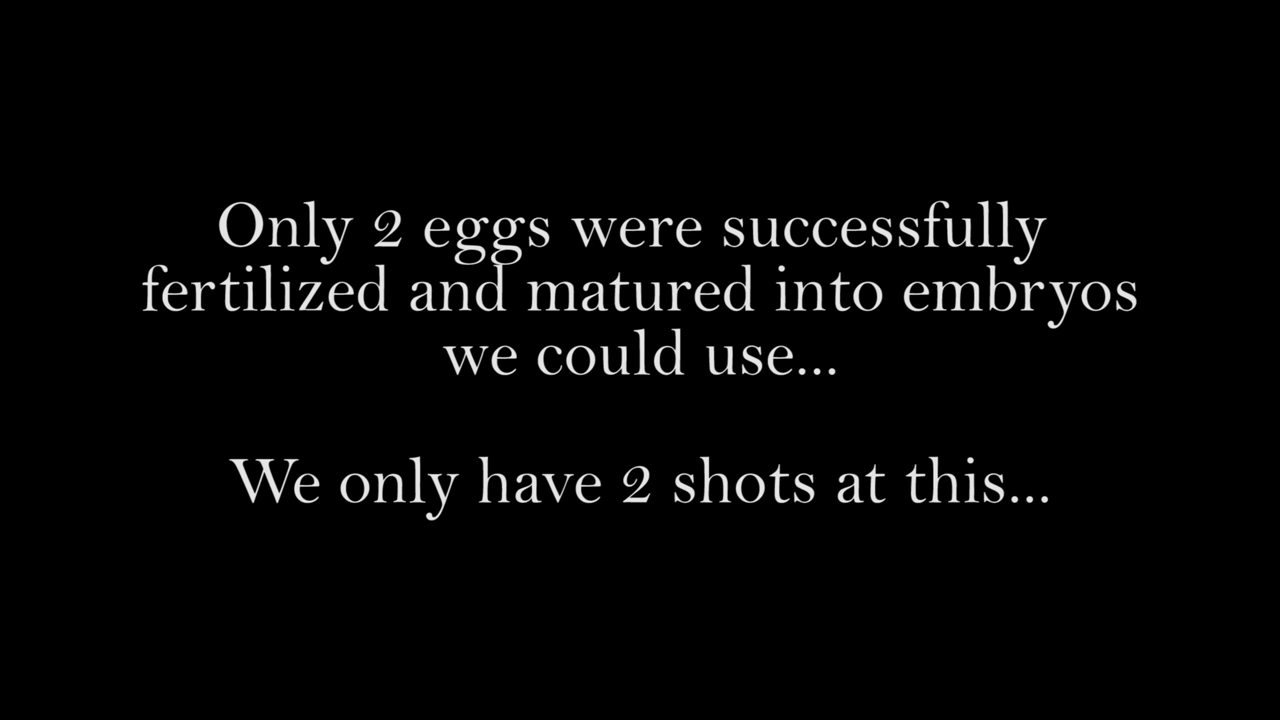 Only 2 eggs were successfully
fertilized and matured into embryos
we could use...
We only have 2 shots at this...